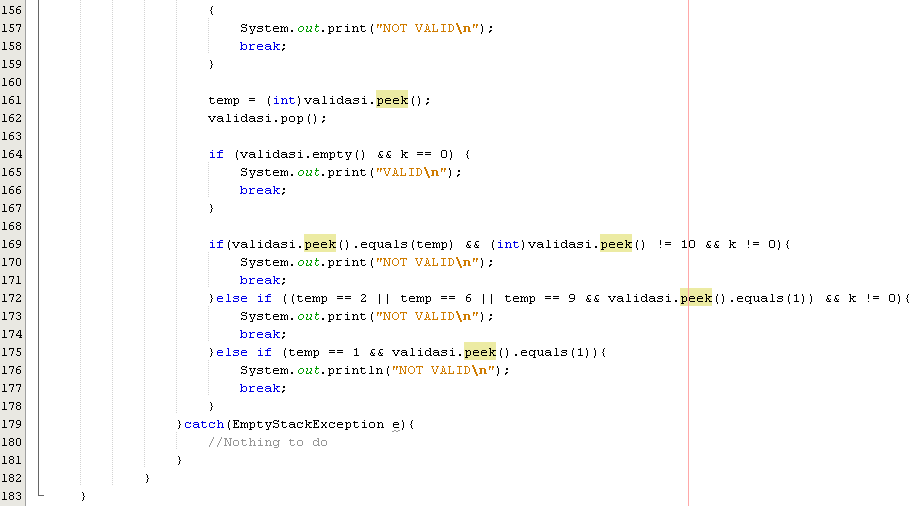 156 {
157 System.out.print("NOT VALID\n");
158 break;
159 }
160
161 temp = (int)validasi.peek();
162 validasi.pop();
163
164 if (validasi.empty() && k == 0) {
165 System.out.print("VALID\n");
166 break;
167 }
168
169 if(validasi.peek().equals(temp) && (int)validasi.peek() != 10 && k != 0){
170 System.out.print("NOT VALID\n");
171 break;
172 }else if ((temp == 2 || temp == 6 || temp == 9 && validasi.peek().equals(1)) && k != 0){
173 System.out.print("NOT VALID\n");
174 break;
175 }else if (temp == 1 && validasi.peek().equals(1)){
176 System.out.println("NOT VALID\n");
177 break;
178 }
179 }catch(EmptyStackException e){
180 //Nothing to do
181 }
182 }
183 }